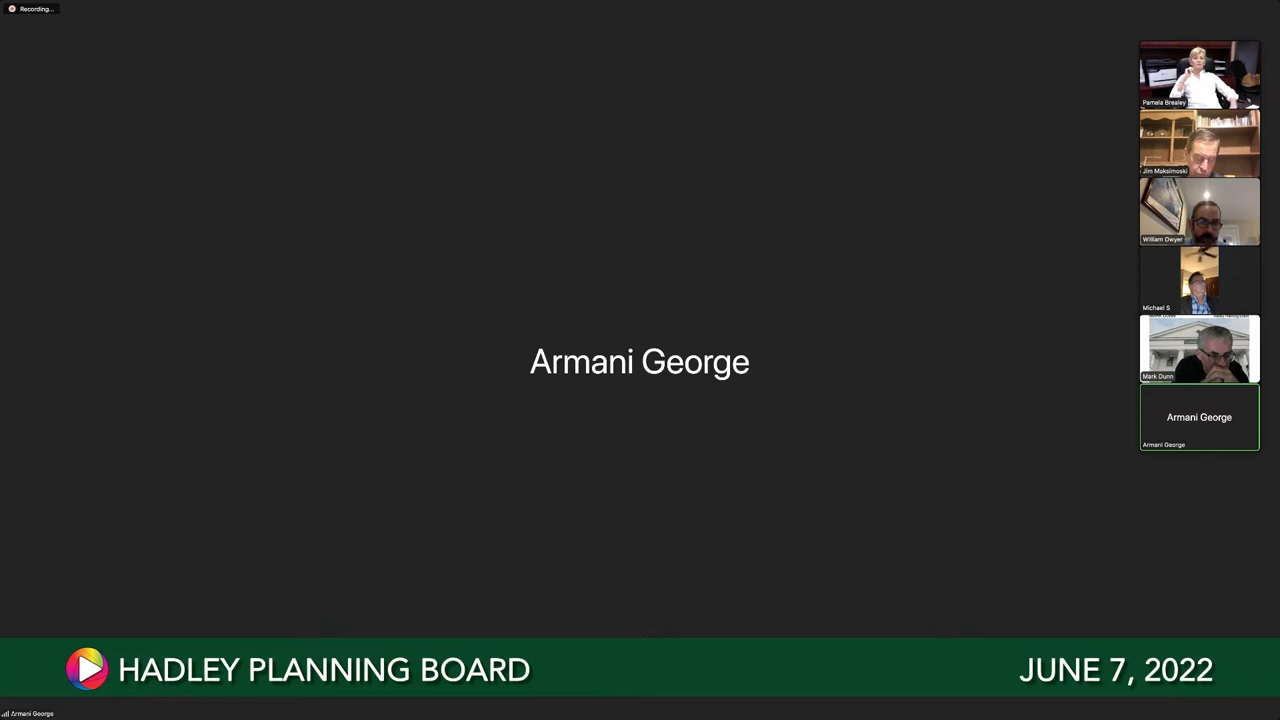 Recording...
Pamela Brealey
Jim Maksimoski
William Dwyer
Michael S
Mark Dunn
Armani George
Armani George
Armani George
HADLEY PLANNING BOARD
JUNE 7, 2022
Armani George